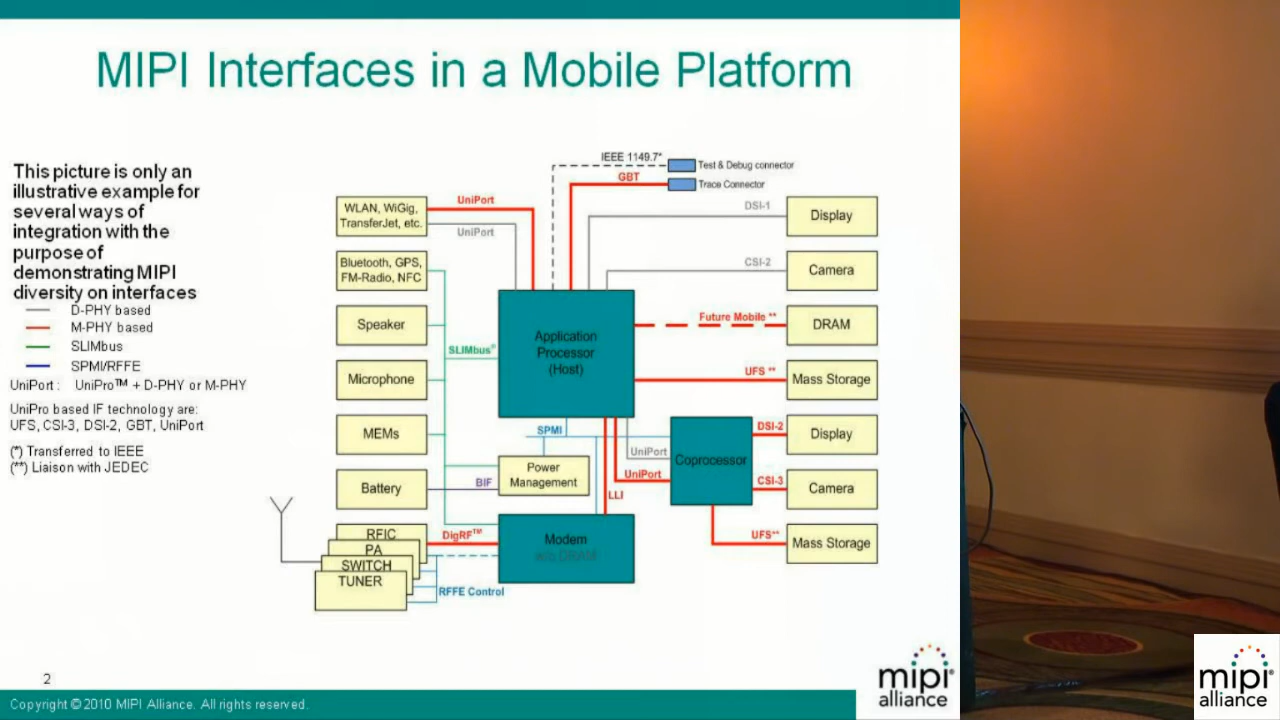 MIPI Interfaces in a Mobile Platform
This picture is only an
illustrative example for
several ways of
integration with the
purpose of
demonstrating MIPI
diversity on interfaces
D-PHY based
M-PHY based
SLIMbus
SPMI/RFFE
UniPort : UniPro™ + D-PHY or M-PHY
UniPro based IF technology are:
UFS, CSI-3, DSI-2, GBT, UniPort
(*) Transferred to IEEE
(**) Liaison with JEDEC
IEEE 1149.7*
Test & Debug connector
GBT
Trace Connector
WLAN, WiGig,
TransferJet, etc.
UniPort
UniPort
DSI-1
Display
Bluetooth, GPS,
FM-Radio, NFC
CSI-2
Camera
Speaker
SLIMbus®
Application
Processor
(Host)
Future Mobile **
DRAM
Microphone
UFS **
Mass Storage
MEMs
SPMI
UniPort
UniPort
Coprocessor
DSI-2
Display
Battery
BIF
Power
Management
LLI
CSI-3
Camera
RFIC
PA
SWITCH
TUNER
DigRF™
RFFE Control
Modem
w/o DRAM
UFS**
Mass Storage
2
Copyright © 2010 MIPI Alliance. All rights reserved.
mipi®
alliance
mipi®
alliance